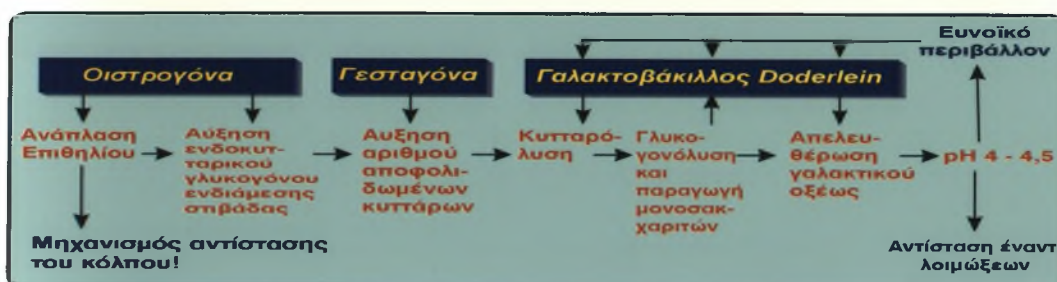 Ευνοϊκό
περιβάλλον
Οιστρογόνα
Γεσταγόνα
Γαλακτοβάκιλλος Doderlein
Ανάπλαση
Επιθηλίου
Αύξηση
ενδοκυτ-
ταρικού
γλυκογόνου
ενδιάμεσης
στιβάδας
Αυξηση
αριθμού
αποφολι-
δωμένων
κυττάρων
Κυτταρό-
λυση
Γλυκο-
γονόλυση
και
παραγωγή
μονοσακ-
χαριτών
Απελευ-
θέρωση
γαλακτικού
οξέως
pH 4 - 4,5
Μηχανισμός αντίστασης
του κόλπου!
Αντίσταση έναντ
λοιμώξεων